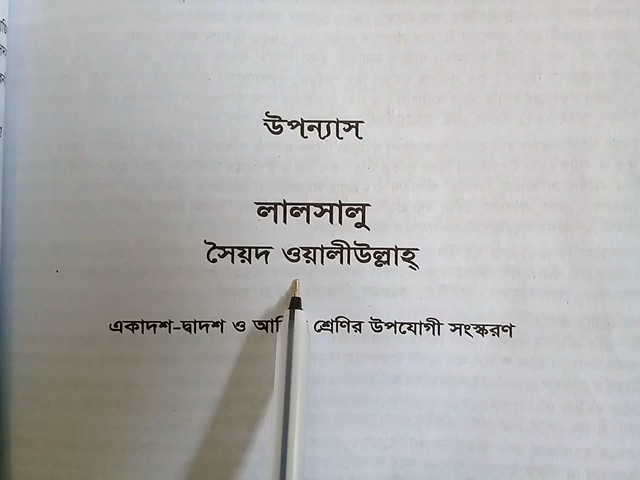 উপন্যাস
লালসালু
সৈয়দ ওয়ালীউল্লাহ্
একাদশ-দ্বাদশ ও শ্রেণির উপযোগী সংস্করণ